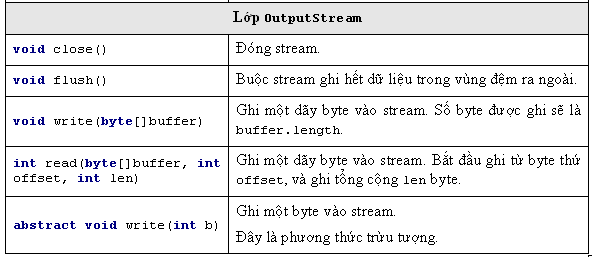 Lớp OutputStream
void close()
Đóng stream.
void flush()
Buộc stream ghi hết dữ liệu trong vùng đệm ra ngoài.
void write(byte[]buffer)
Ghi một dãy byte vào stream. Số byte được ghi sẽ là
buffer.length.
int read(byte[]buffer, int
offset, int len)
Ghi một dãy byte vào stream. Bắt đầu ghi từ byte thứ
offset, và ghi tổng cộng len byte.
abstract void write(int b)
Ghi một byte vào stream.
Đây là phương thức trừu tượng.